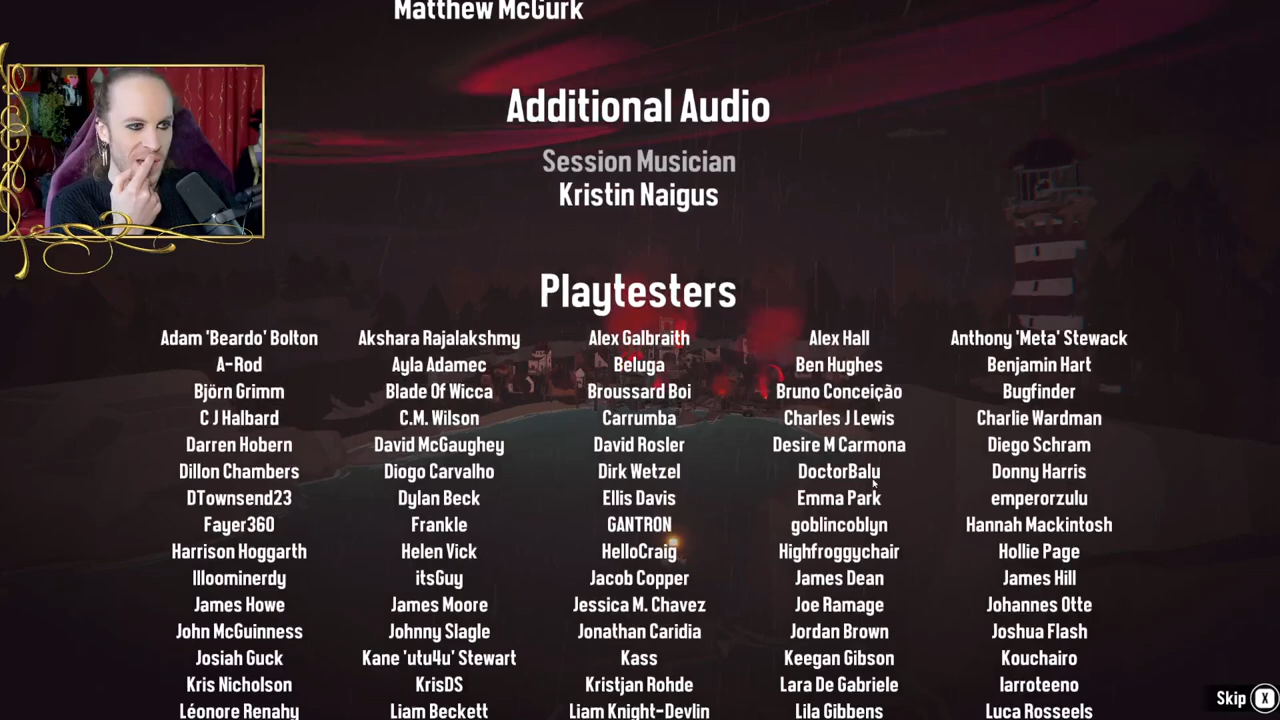 Matthew McGurk
Additional Audio
Session Musician
Kristin Naigus
Playtesters
Adam 'Beardo' Bolton Akshara Rajalakshmy Alex Galbraith Alex Hall Anthony 'Meta' Stewack
A-Rod Ayla Adamec Beluga Ben Hughes Benjamin Hart
Björn Grimm Blade Of Wicca Broussard Boi Bruno Conceição Bugfinder
C J Halbard C.M. Wilson Carrumba Charles J Lewis Charlie Wardman
Darren Hobern David McGaughey David Rosler Desire M Carmona Diego Schram
Dillon Chambers Diogo Carvalho Dirk Wetzel DoctorBalu Donny Harris
DTownsend23 Dylan Beck Ellis Davis Emma Park emperorzulu
Fayer360 Frankle GANTRON goblincoblyn Hannah Mackintosh
Harrison Hoggarth Helen Vick HelloCraig Highfroggychair Hollie Page
Illoominerdy itsGuy Jacob Copper James Dean James Hill
James Howe James Moore Jessica M. Chavez Joe Ramage Johannes Otte
John McGuinness Johnny Slagle Jonathan Caridia Jordan Brown Joshua Flash
Josiah Guck Kane 'utu4u' Stewart Kass Keegan Gibson Kouchairo
Kris Nicholson KrisDS Kristjan Rohde Lara De Gabriele larroteeno
Skip X
Léonore Renahy Liam Beckett Liam Knight-Devlin Lila Gibbens Luca Rosseels